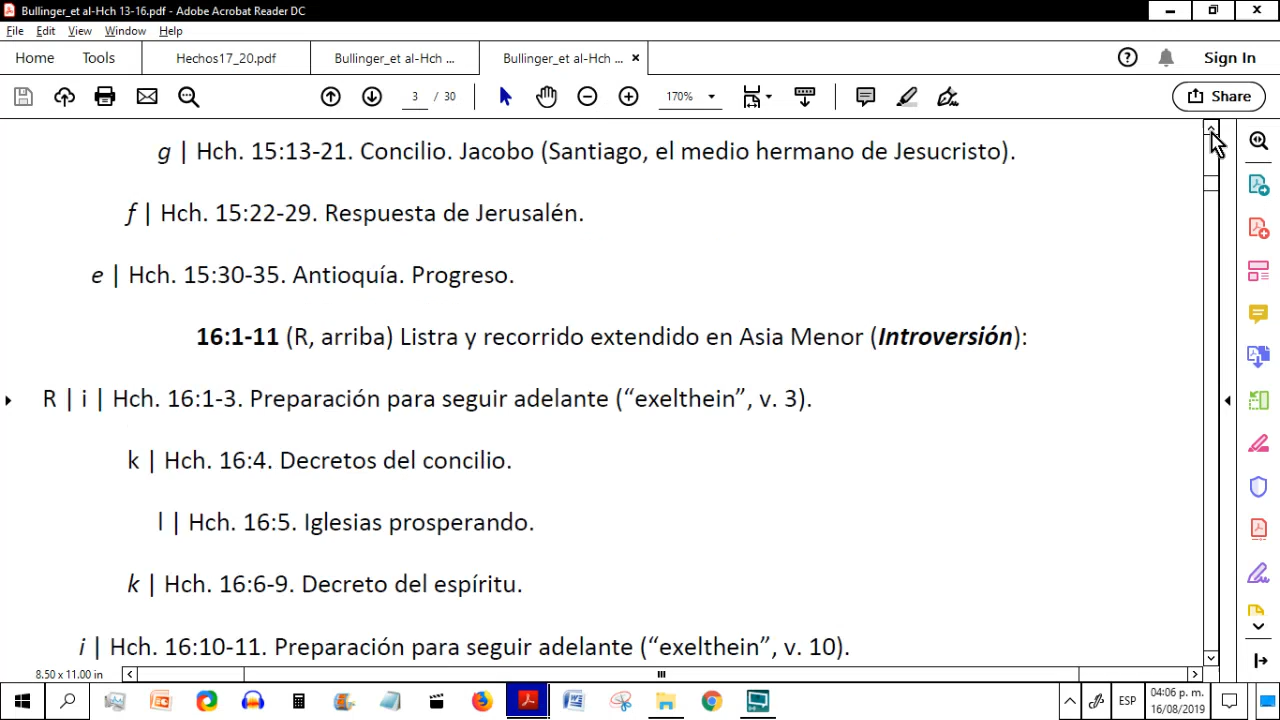 Bullinger_et al-Hch 13-16.pdf - Adobe Acrobat Reader DC
File Edit View Window Help
Home Tools Hechos17_20.pdf Bullinger_et al-Hch ... Bullinger_et al-Hch ... × Sign In
3 / 30 170% Share
g | Hch. 15:13-21. Concilio. Jacobo (Santiago, el medio hermano de Jesucristo).
f | Hch. 15:22-29. Respuesta de Jerusalén.
e | Hch. 15:30-35. Antioquía. Progreso.
16:1-11 (R, arriba) Listra y recorrido extendido en Asia Menor (Introversión):
R | i | Hch. 16:1-3. Preparación para seguir adelante (“exelthein”, v. 3).
k | Hch. 16:4. Decretos del concilio.
l | Hch. 16:5. Iglesias prosperando.
k | Hch. 16:6-9. Decreto del espíritu.
i | Hch. 16:10-11. Preparación para seguir adelante (“exelthein”, v. 10).
8.50 x 11.00 in
ESP 04:06 p. m.
16/08/2019